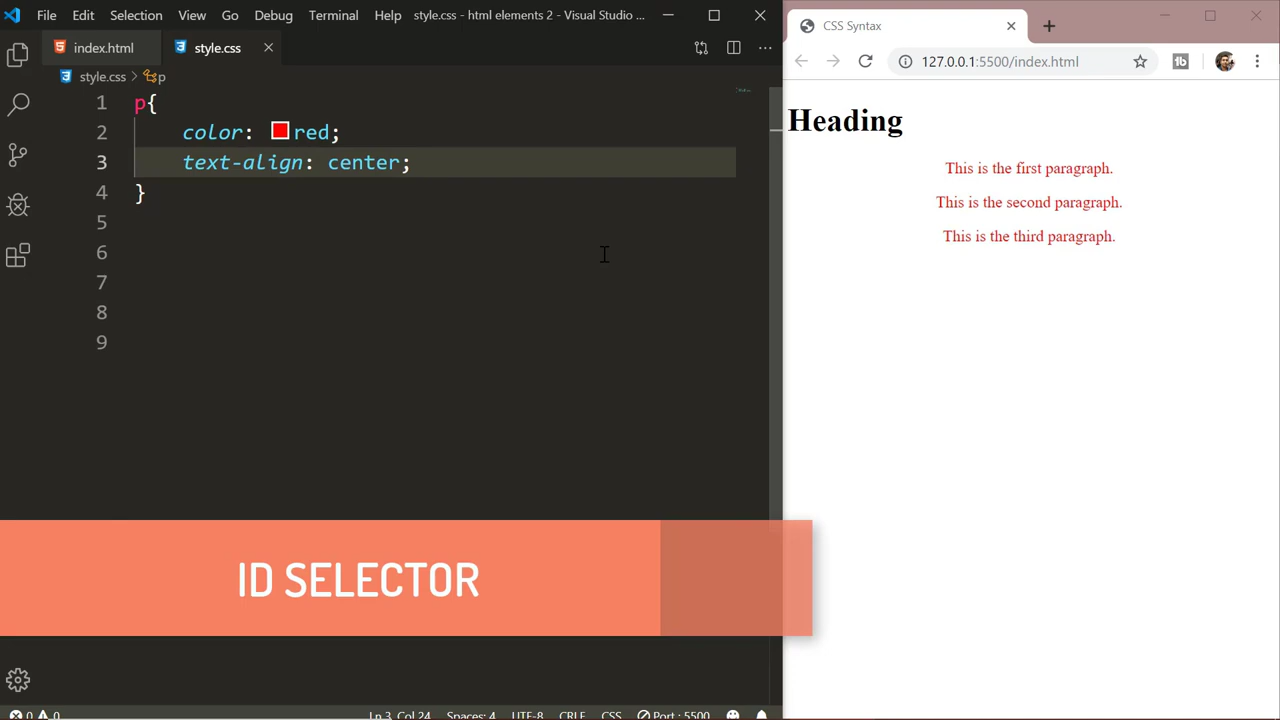 File Edit Selection View Go Debug Terminal Help style.css - html elements 2 - Visual Studio ...
index.html style.css
style.css > p
1 p{
2 color: red;
3 text-align: center;
4 }
5
6
7
8
9
ID SELECTOR
0 0 Ln 3, Col 24 Spaces: 4 UTF-8 CRLF CSS Port : 5500
CSS Syntax
127.0.0.1:5500/index.html
Heading
This is the first paragraph.
This is the second paragraph.
This is the third paragraph.